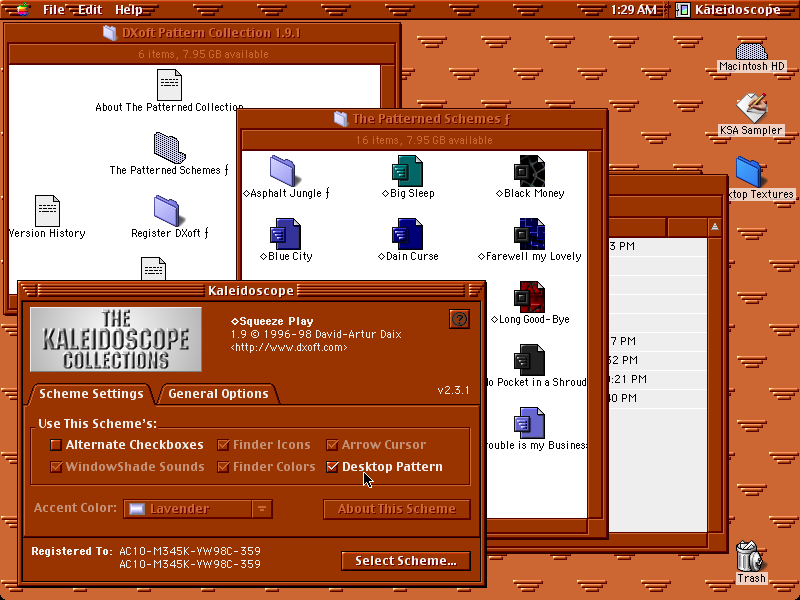 File Edit Help
1:29 AM
Kaleidoscope
DXoft Pattern Collection 1.9.1
6 items, 7.95 GB available
About The Patterned Collection
The Patterned Schemes ƒ
Version History
Register DXoft ƒ
The Patterned Schemes ƒ
16 items, 7.95 GB available
◇Asphalt Jungle ƒ
◇Big Sleep
◇Black Money
◇Blue City
◇Dain Curse
◇Farewell my Lovely
◇Long Good-Bye
No Pocket in a Shroud
rouble is my Business
3 PM
7 PM
32 PM
0:21 PM
40 PM
Macintosh HD
KSA Sampler
ktop Textures
Trash
Kaleidoscope
THE
KALEIDOSCOPE
COLLECTIONS
◇Squeeze Play
1.9 © 1996-98 David-Artur Daix
<http://www.dxoft.com>
?
v2.3.1
Scheme Settings
General Options
Use This Scheme's:
Alternate Checkboxes
Finder Icons
Arrow Cursor
WindowShade Sounds
Finder Colors
Desktop Pattern
Accent Color:
Lavender
About This Scheme
Registered To: AC10-M345K-VW98C-359
AC10-M345K-VW98C-359
Select Scheme...